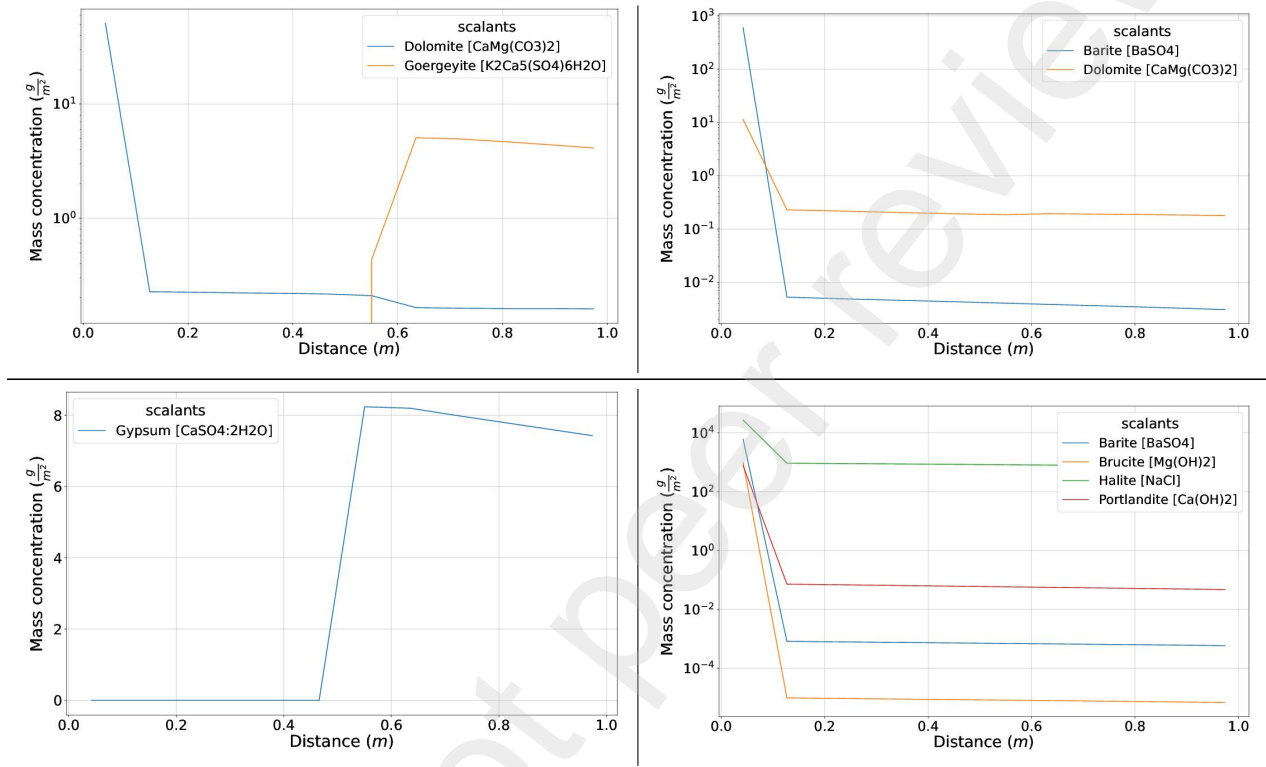 scalants
Dolomite [CaMg(CO3)2]
Goergeyite [K2Ca5(SO4)6H2O]
Mass concentration (g/m²)
10¹
10⁰
0.0 0.2 0.4 0.6 0.8 1.0
Distance (m)
scalants
Barite [BaSO4]
Dolomite [CaMg(CO3)2]
Mass concentration (g/m²)
10³
10²
10¹
10⁰
10⁻¹
10⁻²
0.0 0.2 0.4 0.6 0.8 1.0
Distance (m)
scalants
Gypsum [CaSO4:2H2O]
Mass concentration (g/m²)
8
6
4
2
0
0.0 0.2 0.4 0.6 0.8 1.0
Distance (m)
scalants
Barite [BaSO4]
Brucite [Mg(OH)2]
Halite [NaCl]
Portlandite [Ca(OH)2]
Mass concentration (g/m²)
10⁴
10²
10⁰
10⁻²
10⁻⁴
0.0 0.2 0.4 0.6 0.8 1.0
Distance (m)
ot peer review